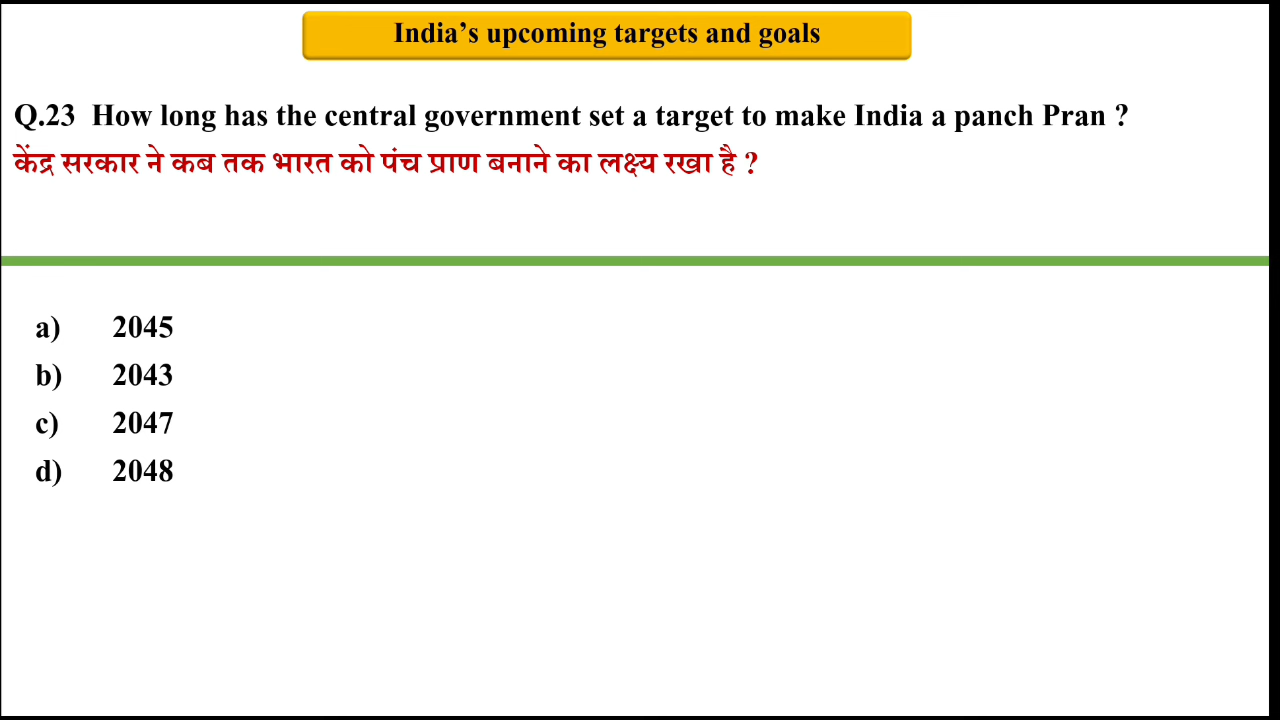 India’s upcoming targets and goals
Q.23 How long has the central government set a target to make India a panch Pran ?
केंद्र सरकार ने कब तक भारत को पंच प्राण बनाने का लक्ष्य रखा है ?
a) 2045
b) 2043
c) 2047
d) 2048